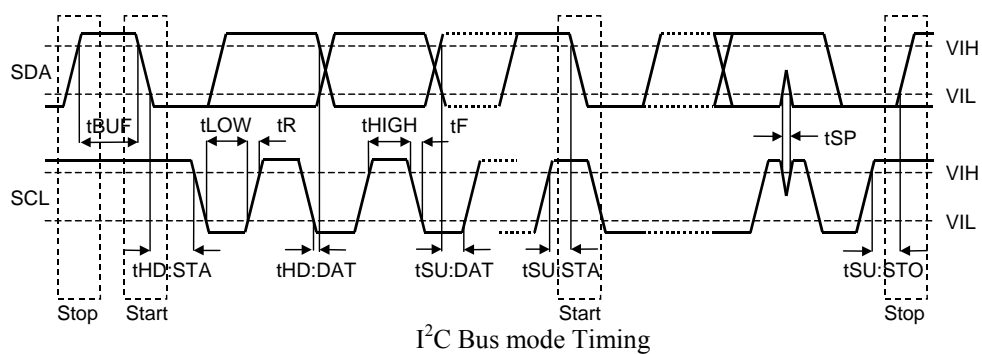 VIH
SDA
VIL
tBUF tLOW tR tHIGH tF tSP
VIH
SCL
VIL
tHD:STA tHD:DAT tSU:DAT tSU:STA tSU:STO
Stop Start Start Stop
I²C Bus mode Timing